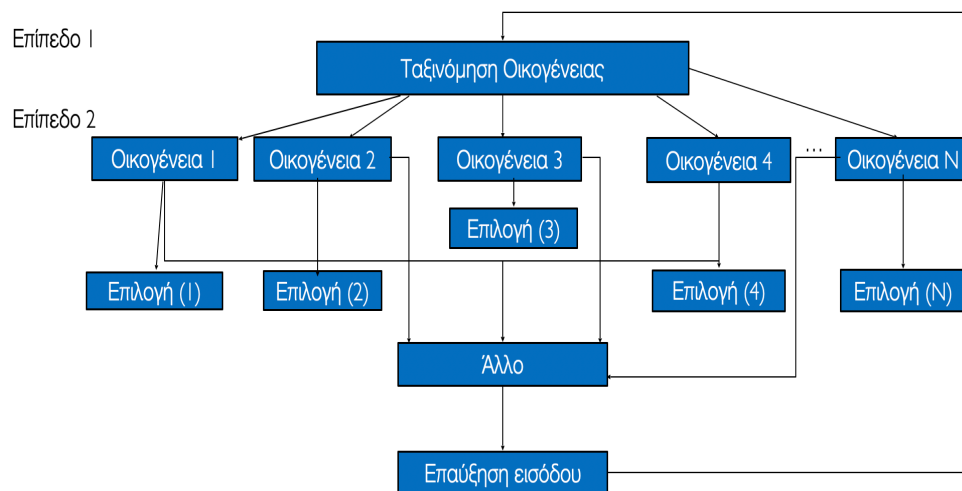 Επίπεδο 1
Ταξινόμηση Οικογένειας
Επίπεδο 2
Οικογένεια 1
Οικογένεια 2
Οικογένεια 3
Οικογένεια 4
...
Οικογένεια N
Επιλογή (3)
Επιλογή (1)
Επιλογή (2)
Επιλογή (4)
Επιλογή (N)
Άλλο
Επαύξηση εισόδου